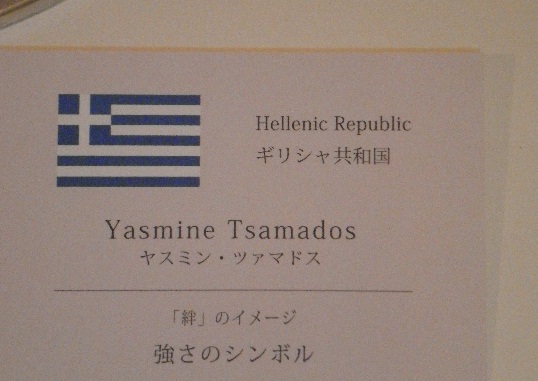 Hellenic Republic
ギリシャ共和国
Yasmine Tsamados
ヤスミン・ツァマドス
「絆」のイメージ
強さのシンボル